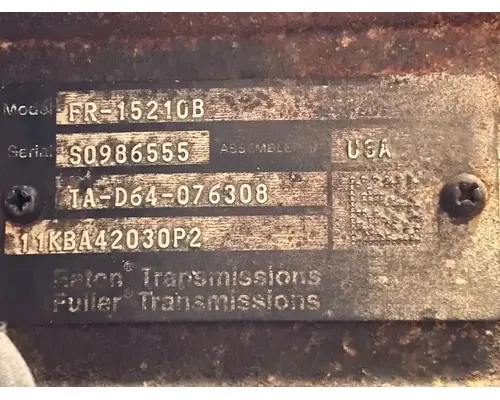 Model FR-15210B
Serial S0986555 ASSEMBLED IN USA
TA-D64-076308
11KBA42030P2
Eaton® Transmissions
Fuller® Transmissions